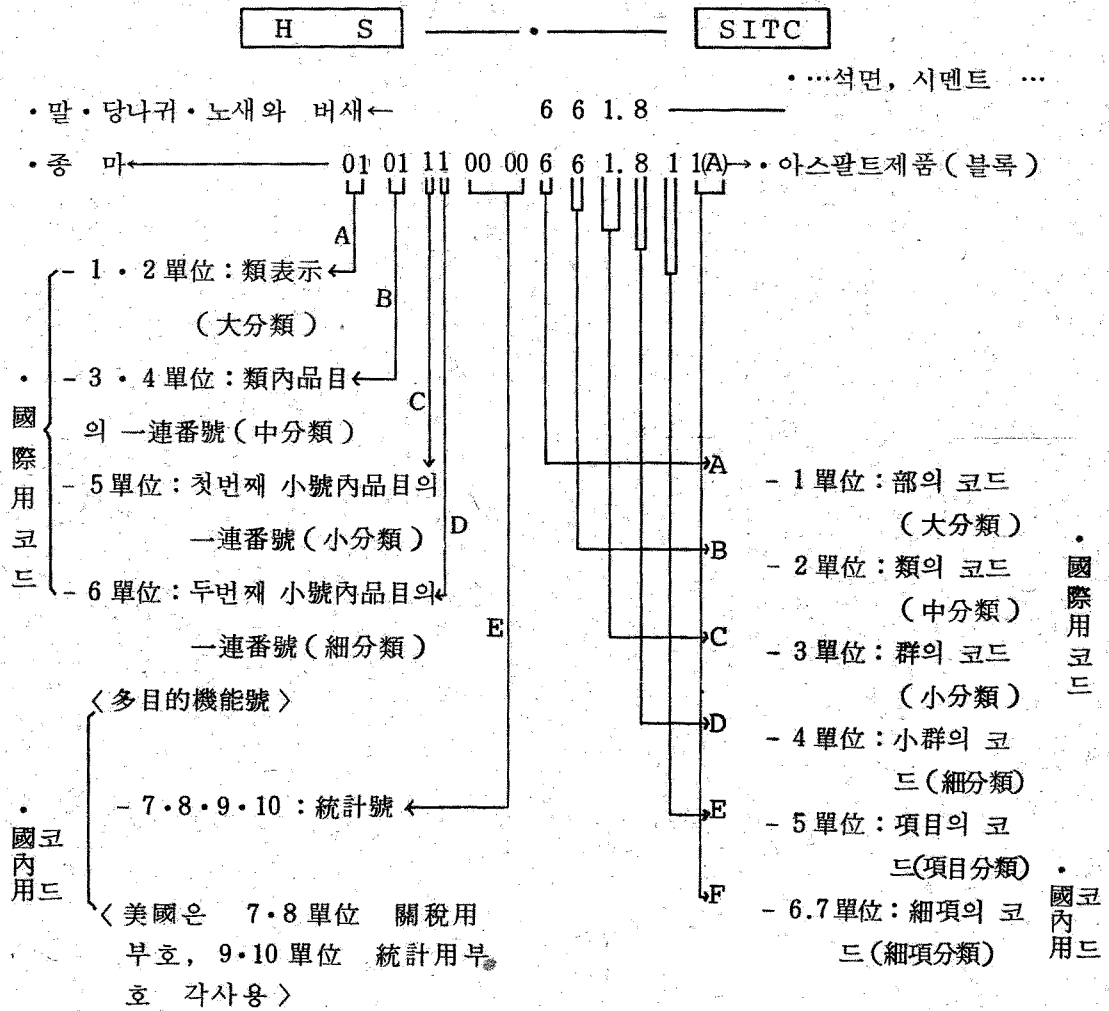 H S ―・― SITC
・…석면, 시멘트 …
・말・당나귀・노새와 버새← 6 6 1. 8
・종 마← 01 01 11 00 00 6 6 1. 8 1 1(A)→・아스팔트제품(블록)
A
- 1・2單位：類表示←
B
(大分類)
- 3・4單位：類內品目←
C
의 一連番號(中分類)
- 5單位：첫번째 小號內品目의
一連番號(小分類)
D
- 6單位：두번째 小號內品目의←
一連番號(細分類)
E
・國際用코드
〈多目的機能號〉
- 7・8・9・10：統計號←
・國內用코드
〈美國은 7・8單位 關稅用
부호, 9・10單位 統計用부
호 각사용〉
A
- 1單位：部의 코드
(大分類)
B
- 2單位：類의 코드
(中分類)
C
- 3單位：群의 코드
(小分類)
D
- 4單位：小群의 코
드(細分類)
E
- 5單位：項目의 코
드(項目分類)
F
- 6.7單位：細項의 코
드(細項分類)
・國際用코드
・國內用코드